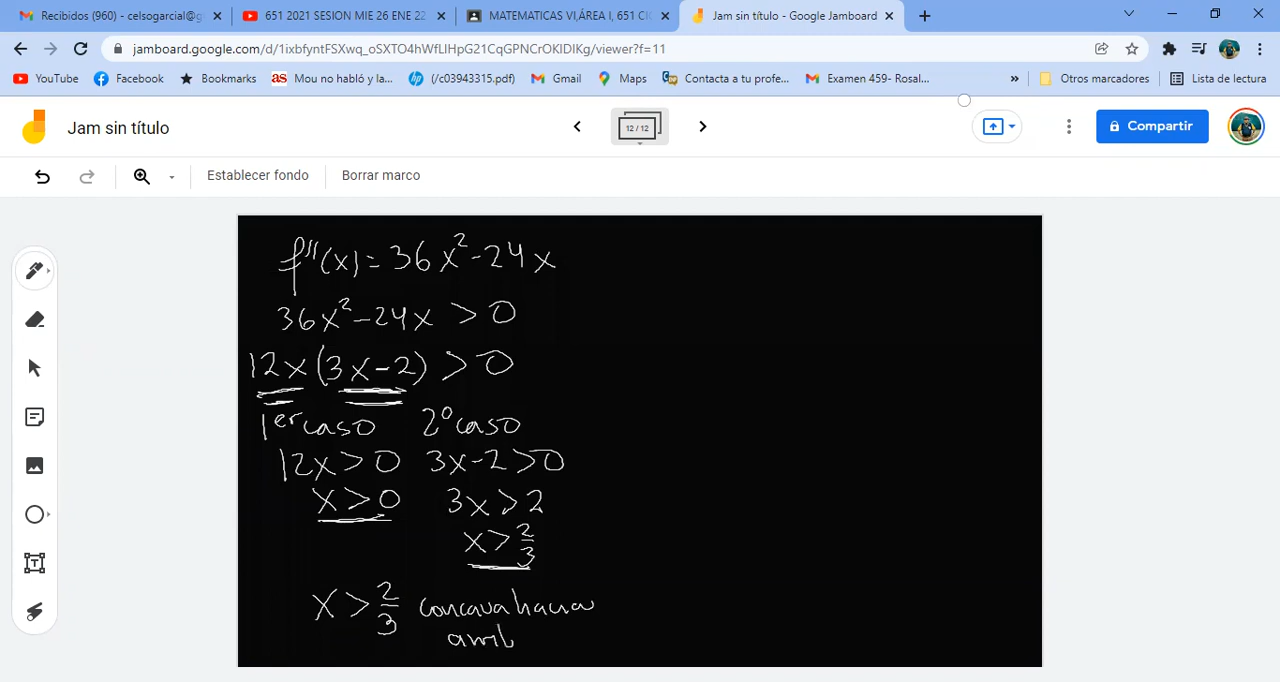 Recibidos (960) - celsogarcial@g
651 2021 SESION MIE 26 ENE 22
MATEMATICAS VI,ÁREA I, 651 CIC
Jam sin título - Google Jamboard
jamboard.google.com/d/1ixbfyntFSXwq_oSXTO4hWfLIHpG21CqGPNCrOKIDIKg/viewer?f=11
YouTube
Facebook
Bookmarks
as Mou no habló y la...
(/c03943315.pdf)
Gmail
Maps
Contacta a tu profe...
Examen 459- Rosal...
»
Otros marcadores
Lista de lectura
Jam sin título
12 / 12
Compartir
Establecer fondo
Borrar marco
f''(x)=36x²-24x
36x²-24x > 0
12x(3x-2) > 0
1er caso 2° caso
12x > 0 3x-2 > 0
x > 0 3x > 2
x > 2/3
x > 2/3 concava hacia
arrib